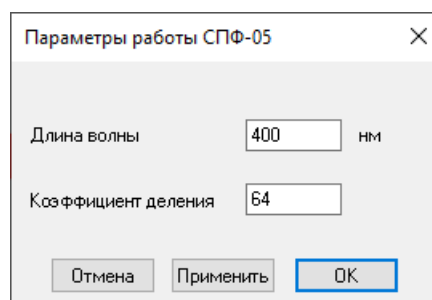 Параметры работы СПФ-05
Длина волны 400 нм
Коэффициент деления 64
Отмена Применить OK